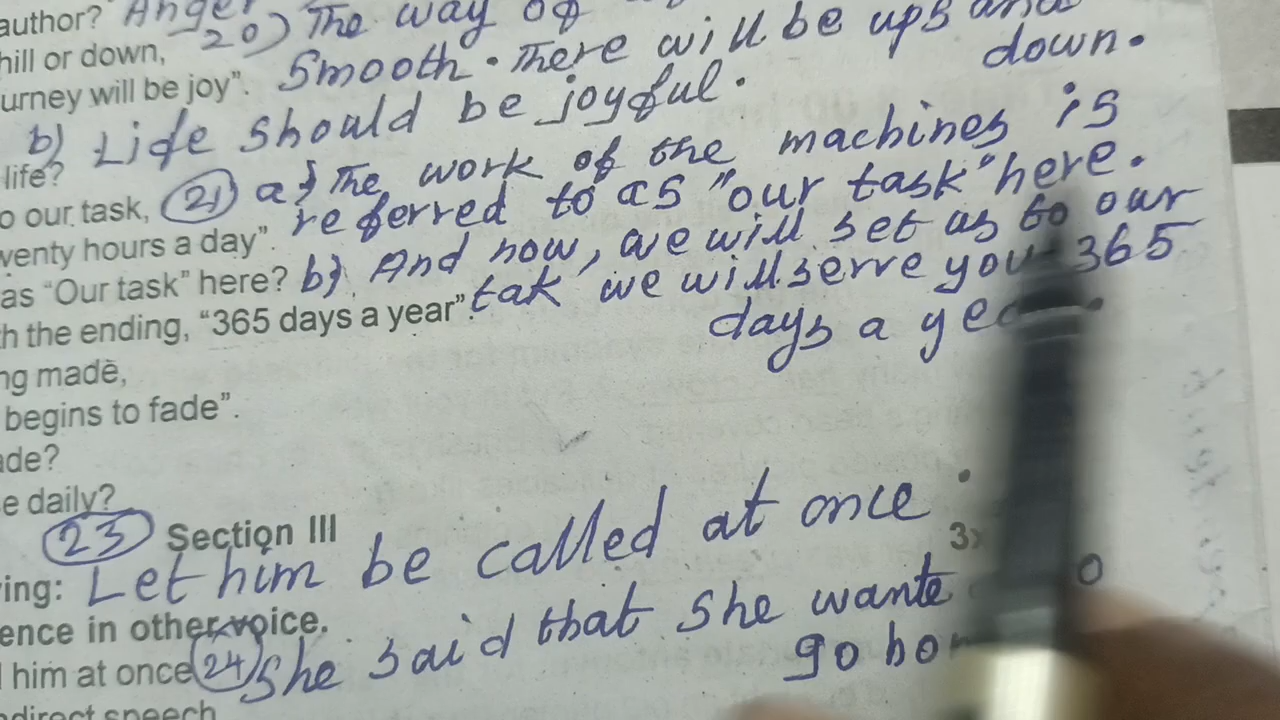 author? Anger
20) The way of
hill or down, Smooth. There will be ups and
urney will be joy". down.
b) Life should be joyful.
life?
o our task, 21) a) The work of the machines is
venty hours a day". referred to as "our task" here.
as "Our task" here? b) And now, we will set as to our
h the ending, "365 days a year". tak we will serve you 365
days a
ng made,
begins to fade".
ade?
e daily?
23 Section III
ing: Let him be called at once.
ence in other voice.
him at once 24 She said that She
direct speech go